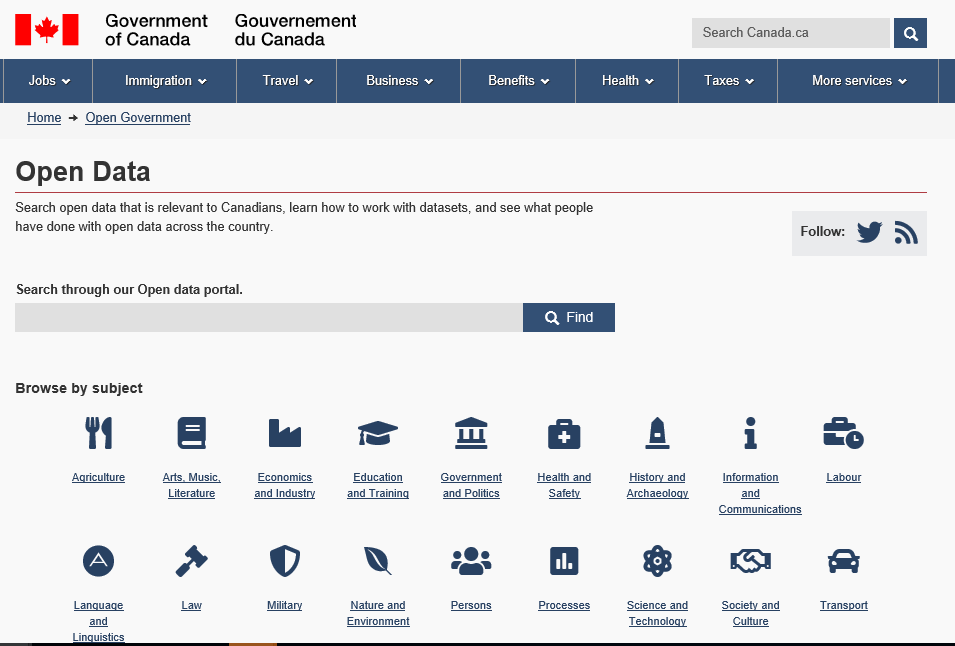 Government of Canada
Gouvernement du Canada
Search Canada.ca
Jobs
Immigration
Travel
Business
Benefits
Health
Taxes
More services
Home → Open Government
Open Data
Search open data that is relevant to Canadians, learn how to work with datasets, and see what people
have done with open data across the country.
Follow:
Search through our Open data portal.
Find
Browse by subject
Agriculture
Arts, Music,
Literature
Economics
and Industry
Education
and Training
Government
and Politics
Health and
Safety
History and
Archaeology
Information
and
Communications
Labour
Language
and
Linguistics
Law
Military
Nature and
Environment
Persons
Processes
Science and
Technology
Society and
Culture
Transport